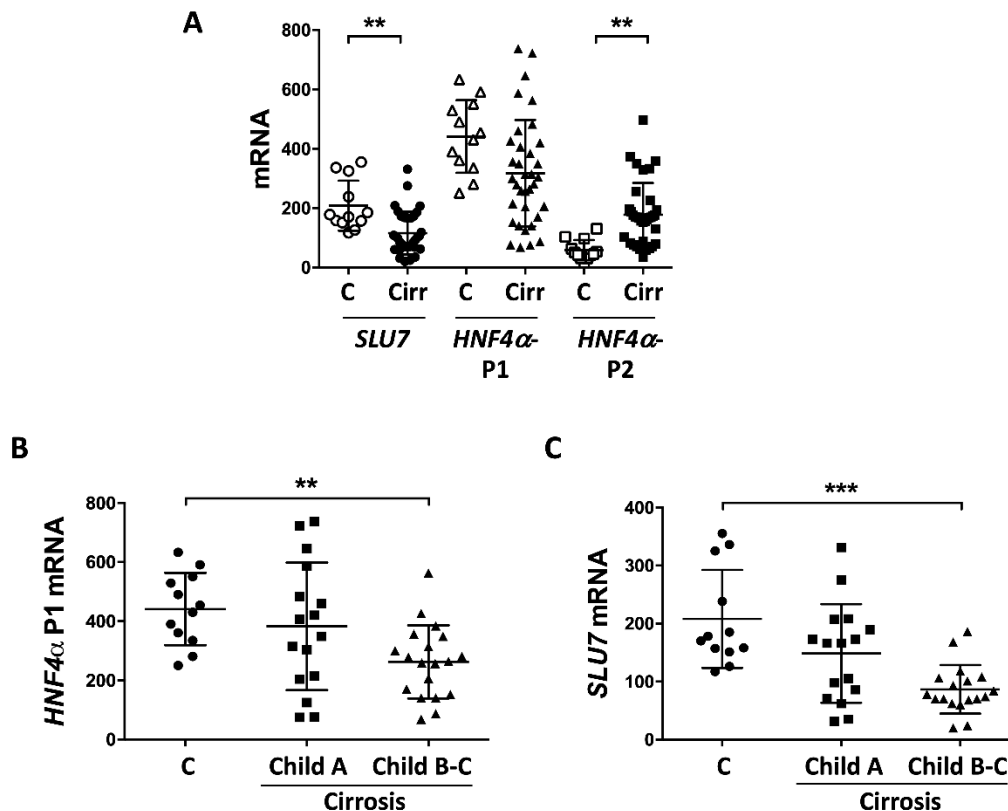 A
** **
800
600
400
200
0
mRNA
C Cirr C Cirr C Cirr
SLU7 HNF4α- HNF4α-
P1 P2
B
**
800
600
400
200
0
HNF4α P1 mRNA
C Child A Child B-C
Cirrosis
C
***
400
300
200
100
0
SLU7 mRNA
C Child A Child B-C
Cirrosis